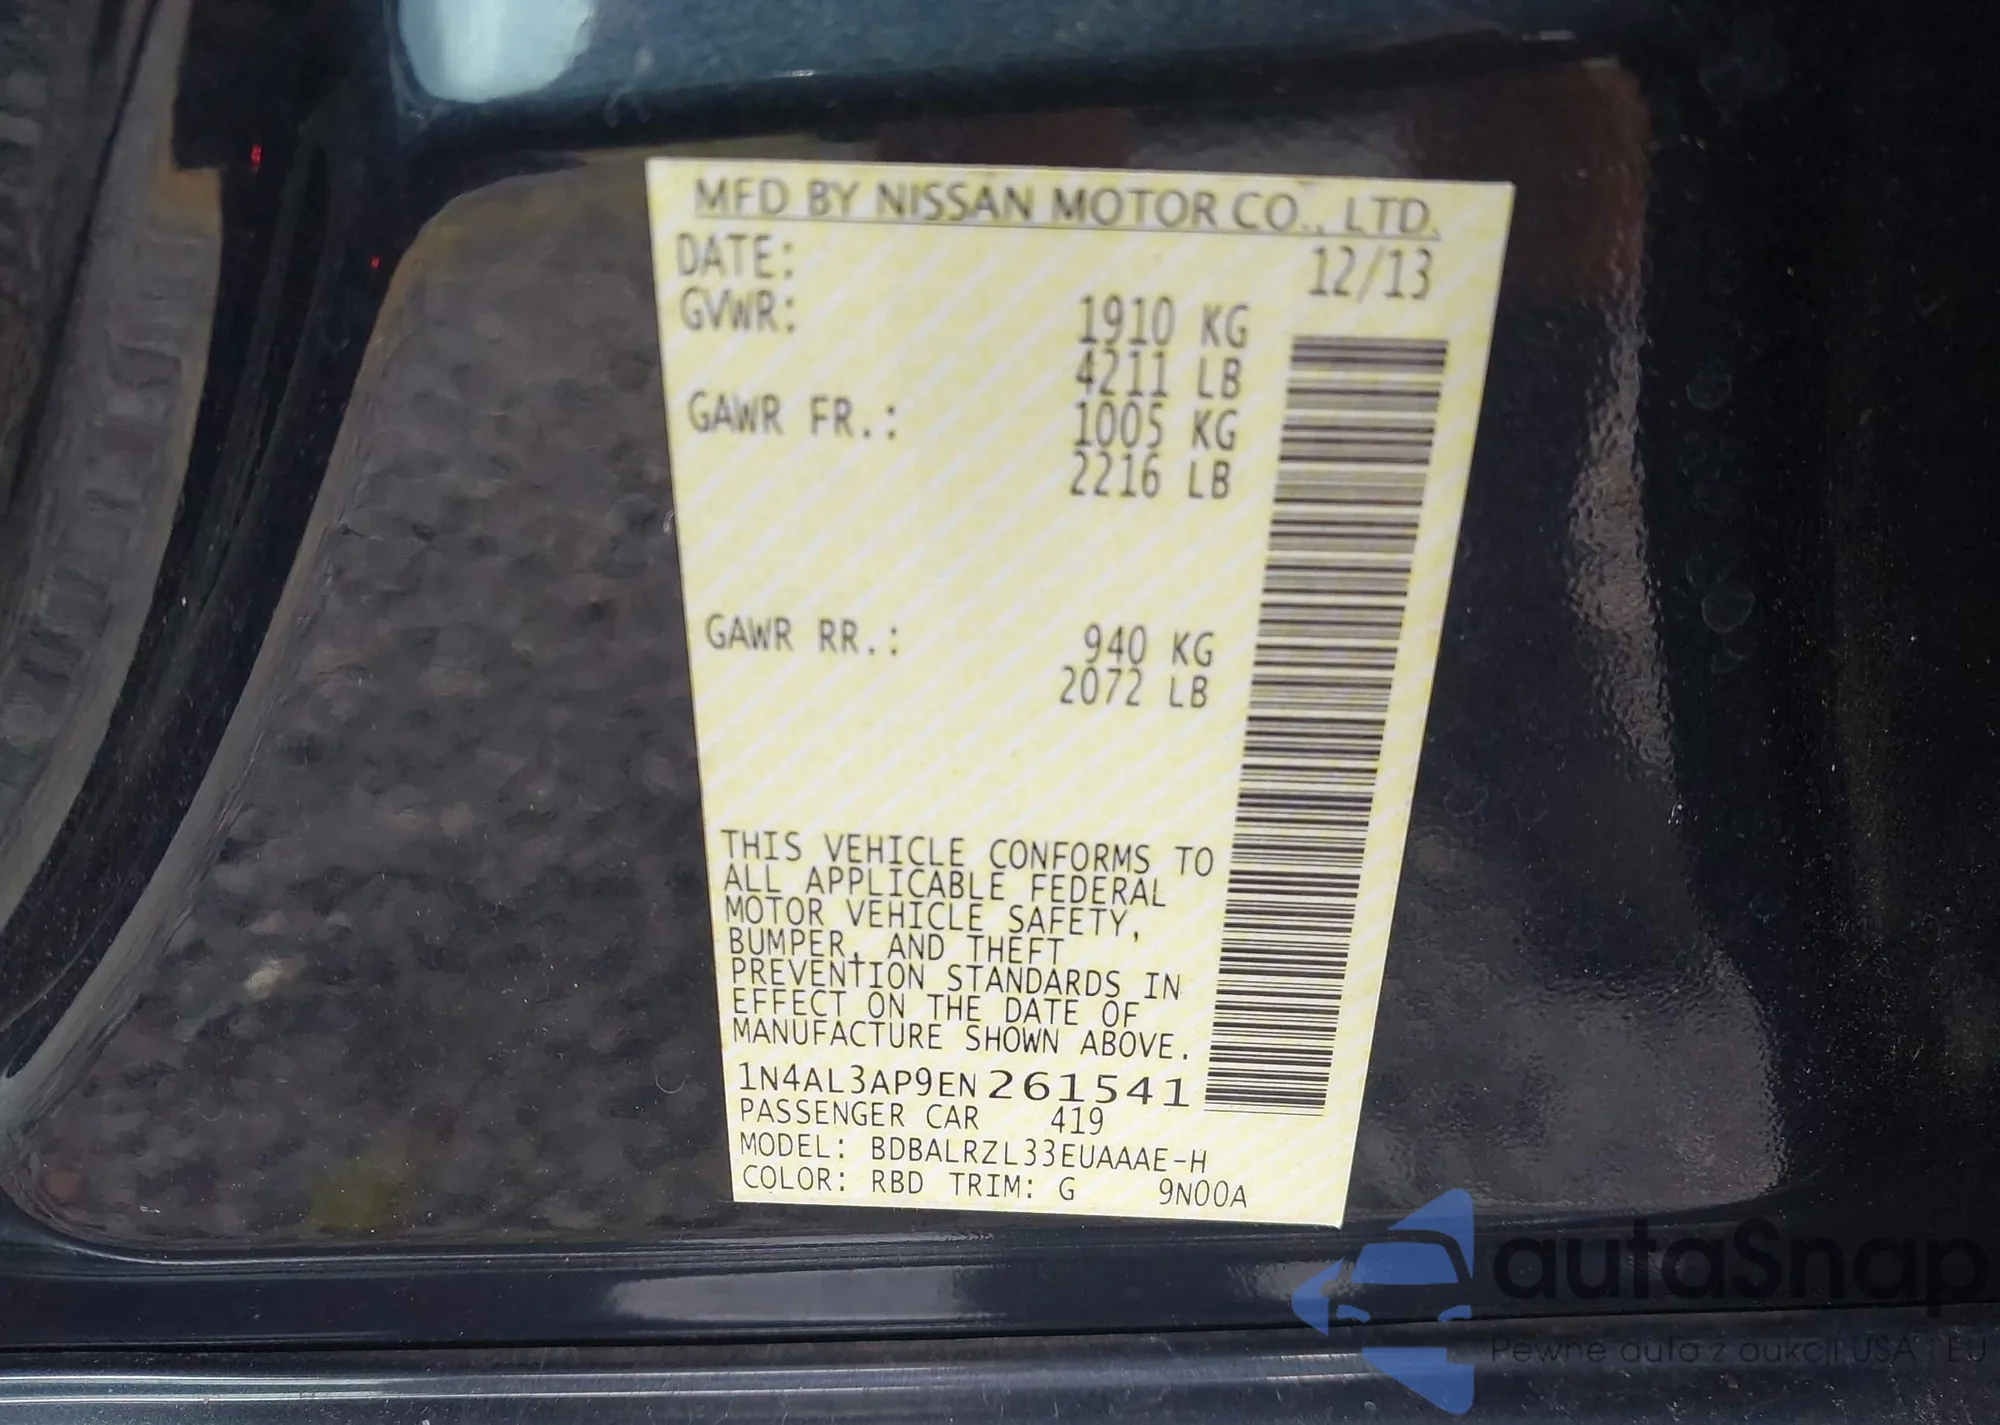 MFD BY NISSAN MOTOR CO., LTD.
DATE: 12/13
GVWR: 1910 KG
4211 LB
GAWR FR.: 1005 KG
2216 LB
GAWR RR.: 940 KG
2072 LB
THIS VEHICLE CONFORMS TO
ALL APPLICABLE FEDERAL
MOTOR VEHICLE SAFETY,
BUMPER, AND THEFT
PREVENTION STANDARDS IN
EFFECT ON THE DATE OF
MANUFACTURE SHOWN ABOVE.
1N4AL3AP9EN261541
PASSENGER CAR 419
MODEL: BDBALRZL33EUAAAE-H
COLOR: RBD TRIM: G 9N00A
autaSnap
Pewne auta z aukcji USA i EU